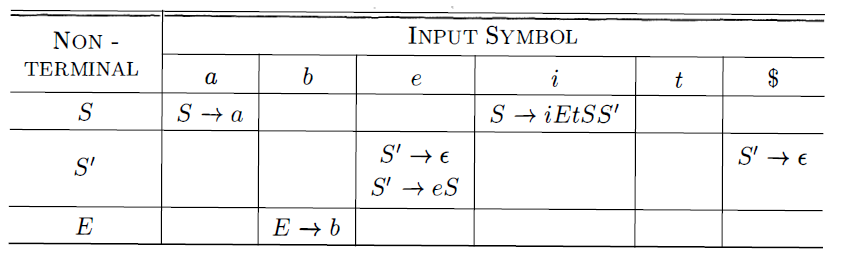 NON - INPUT SYMBOL
TERMINAL a b e i t $
S S → a S → iEtSS′
S′ S′ → ϵ S′ → ϵ
S′ → eS
E E → b